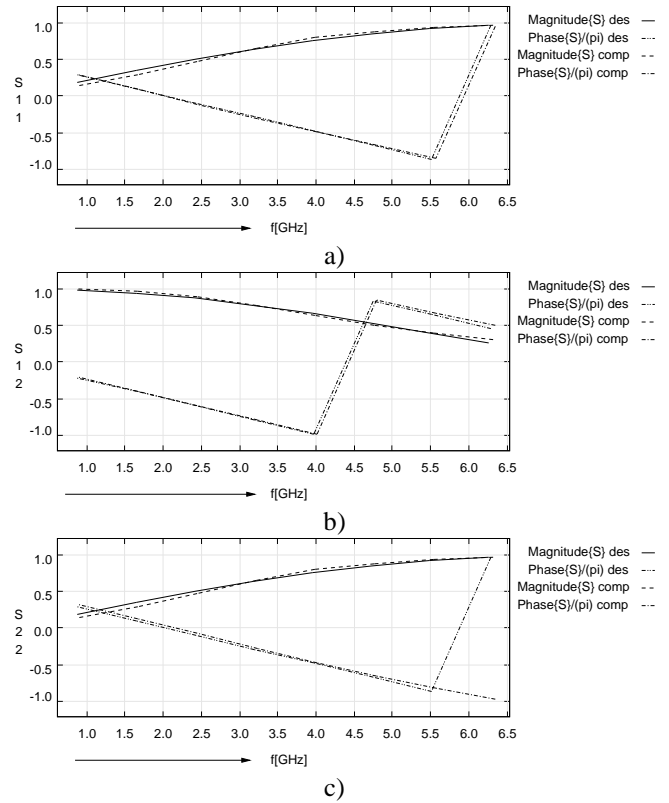 Magnitude{S} des
Phase{S}/(pi) des
Magnitude{S} comp
Phase{S}/(pi) comp
1.0
0.5
0.0
-0.5
-1.0
S
1
1
1.0 1.5 2.0 2.5 3.0 3.5 4.0 4.5 5.0 5.5 6.0 6.5
f[GHz]
a)
Magnitude{S} des
Phase{S}/(pi) des
Magnitude{S} comp
Phase{S}/(pi) comp
1.0
0.5
0.0
-0.5
-1.0
S
1
2
1.0 1.5 2.0 2.5 3.0 3.5 4.0 4.5 5.0 5.5 6.0 6.5
f[GHz]
b)
Magnitude{S} des
Phase{S}/(pi) des
Magnitude{S} comp
Phase{S}/(pi) comp
1.0
0.5
0.0
-0.5
-1.0
S
2
2
1.0 1.5 2.0 2.5 3.0 3.5 4.0 4.5 5.0 5.5 6.0 6.5
f[GHz]
c)